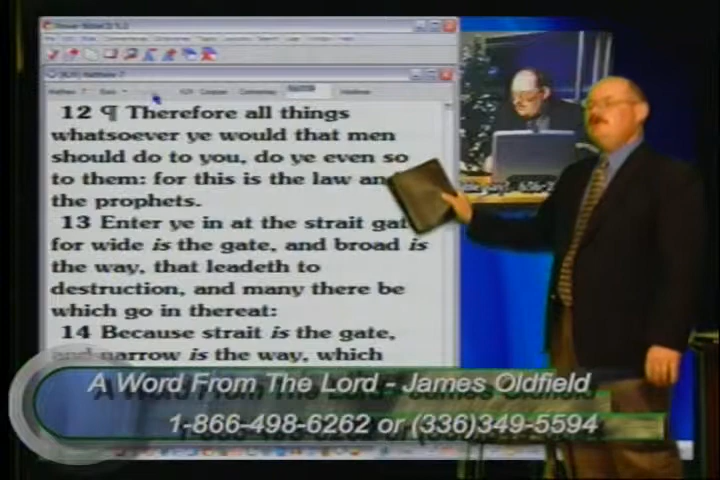 12 ¶ Therefore all things
whatsoever ye would that men
should do to you, do ye even so
to them: for this is the law an
the prophets.
13 Enter ye in at the strait gat
for wide is the gate, and broad is
the way, that leadeth to
destruction, and many there be
which go in thereat:
14 Because strait is the gate,
and narrow is the way, which
A Word From The Lord - James Oldfield
1-866-498-6262 or (336)349-5594